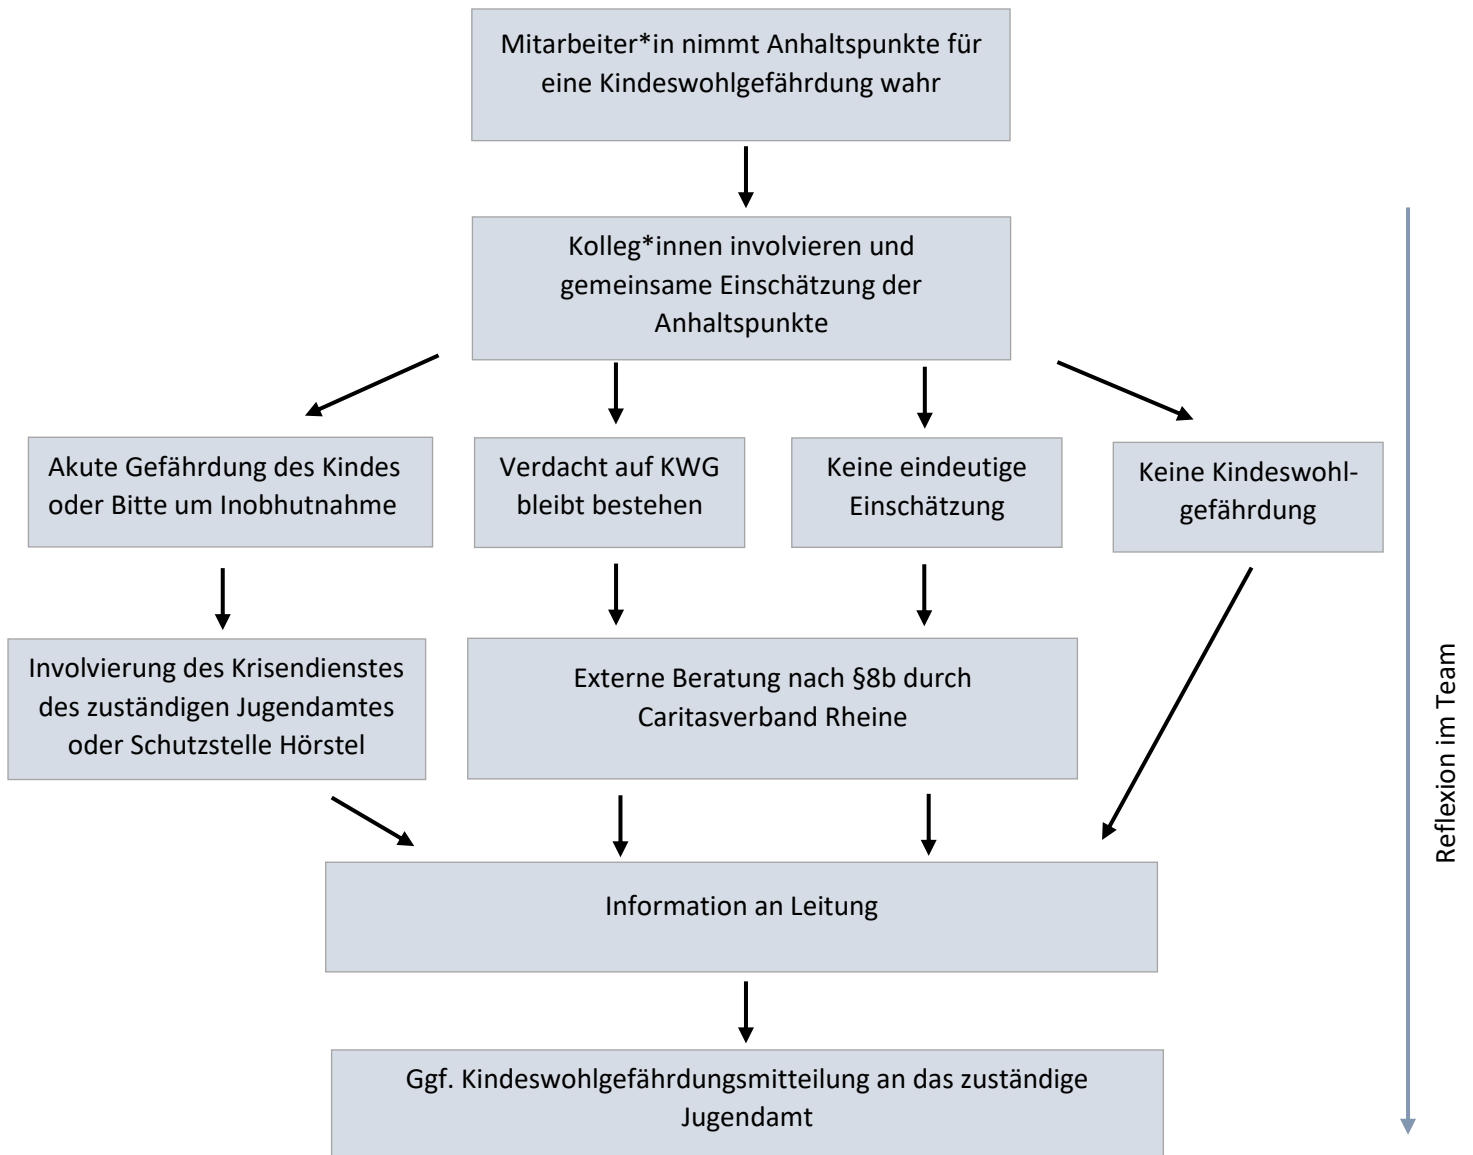 Mitarbeiter*in nimmt Anhaltspunkte für
eine Kindeswohlgefährdung wahr
Kolleg*innen involvieren und
gemeinsame Einschätzung der
Anhaltspunkte
Akute Gefährdung des Kindes
oder Bitte um Inobhutnahme
Verdacht auf KWG
bleibt bestehen
Keine eindeutige
Einschätzung
Keine Kindeswohl-
gefährdung
Involvierung des Krisendienstes
des zuständigen Jugendamtes
oder Schutzstelle Hörstel
Externe Beratung nach §8b durch
Caritasverband Rheine
Information an Leitung
Ggf. Kindeswohlgefährdungsmitteilung an das zuständige
Jugendamt
Reflexion im Team